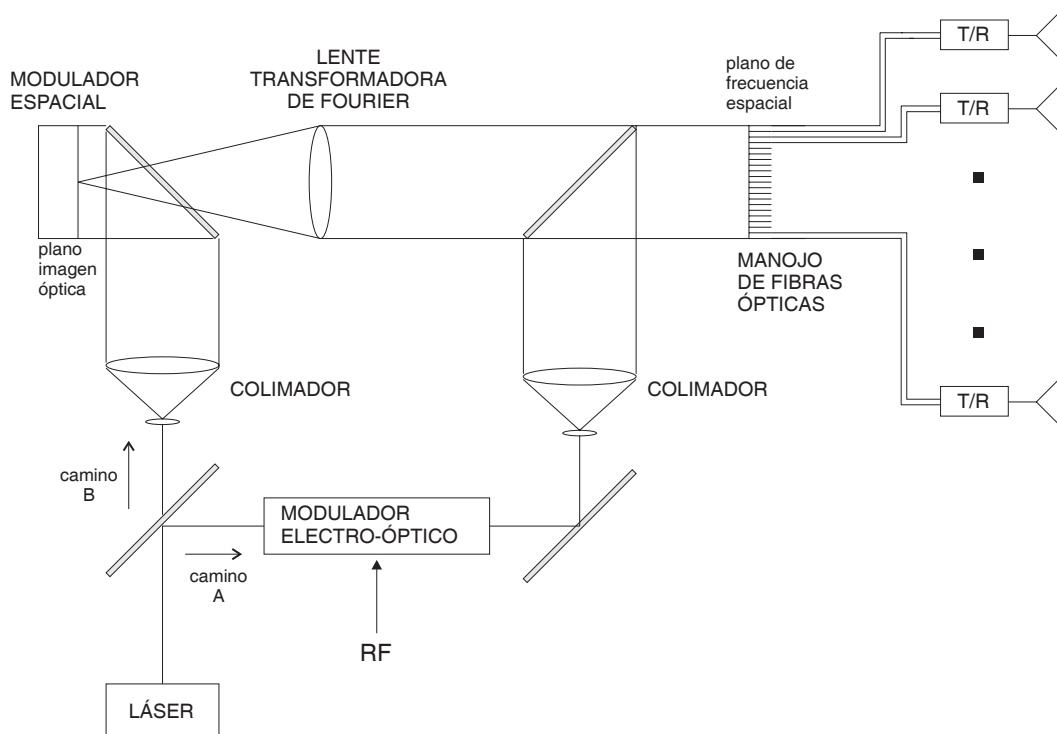 MODULADOR
ESPACIAL
LENTE
TRANSFORMADORA
DE FOURIER
plano de
frecuencia
espacial
T/R
T/R
plano
imagen
óptica
MANOJO
DE FIBRAS
ÓPTICAS
COLIMADOR
COLIMADOR
T/R
camino
B
MODULADOR
ELECTRO-ÓPTICO
camino
A
RF
LÁSER